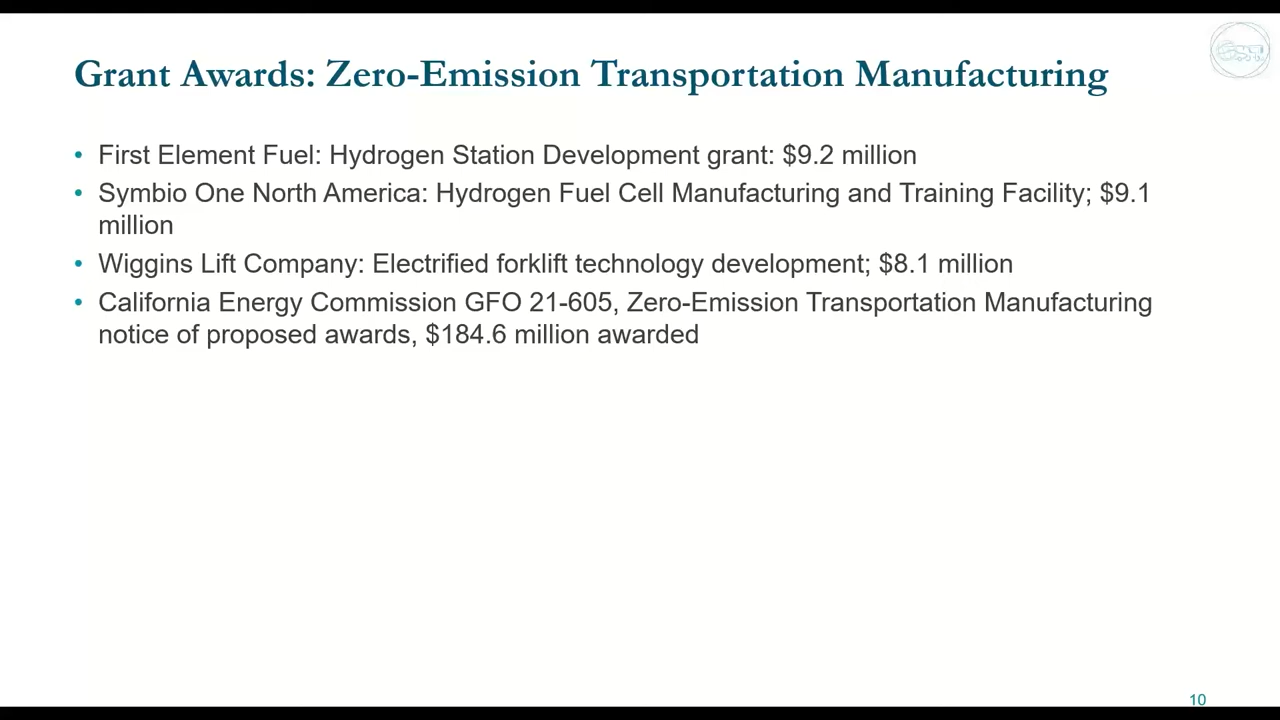 Grant Awards: Zero-Emission Transportation Manufacturing
• First Element Fuel: Hydrogen Station Development grant: $9.2 million
• Symbio One North America: Hydrogen Fuel Cell Manufacturing and Training Facility; $9.1
million
• Wiggins Lift Company: Electrified forklift technology development; $8.1 million
• California Energy Commission GFO 21-605, Zero-Emission Transportation Manufacturing
notice of proposed awards, $184.6 million awarded
10